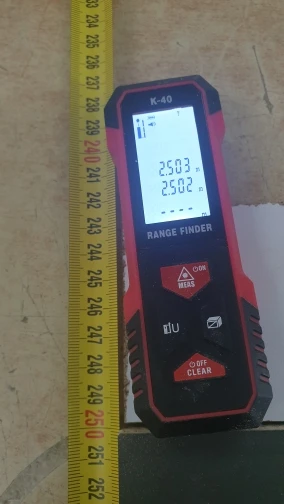 233
234
235
236
237
238
239
240
241
242
243
244
245
246
247
248
249
250
251
252
K-40
2.503 m
2.502 m
- - - - m
RANGE FINDER
ON
MEAS
OFF
CLEAR